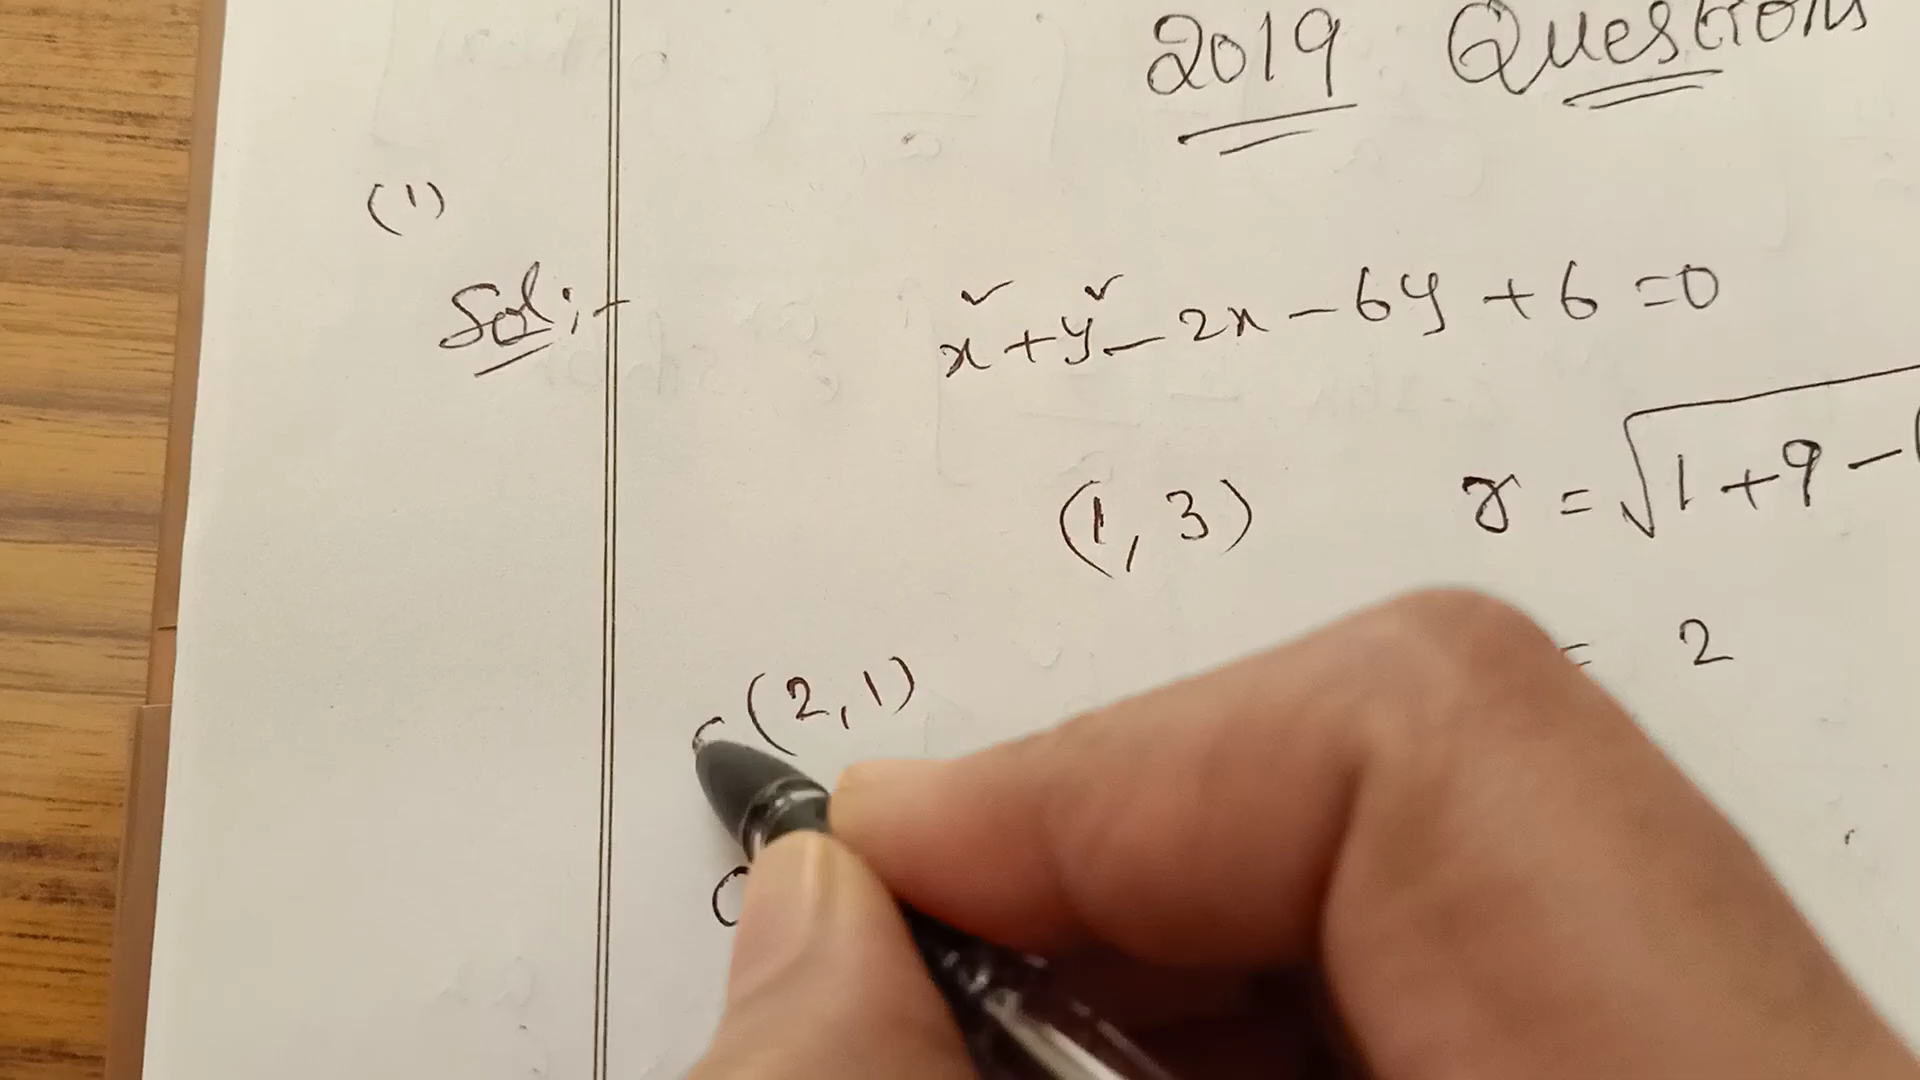 2019 Questions
(1)
Sol:-
x²+y²-2x-6y+6=0
(1,3) r=√1+9-
= 2
(2,1)
C